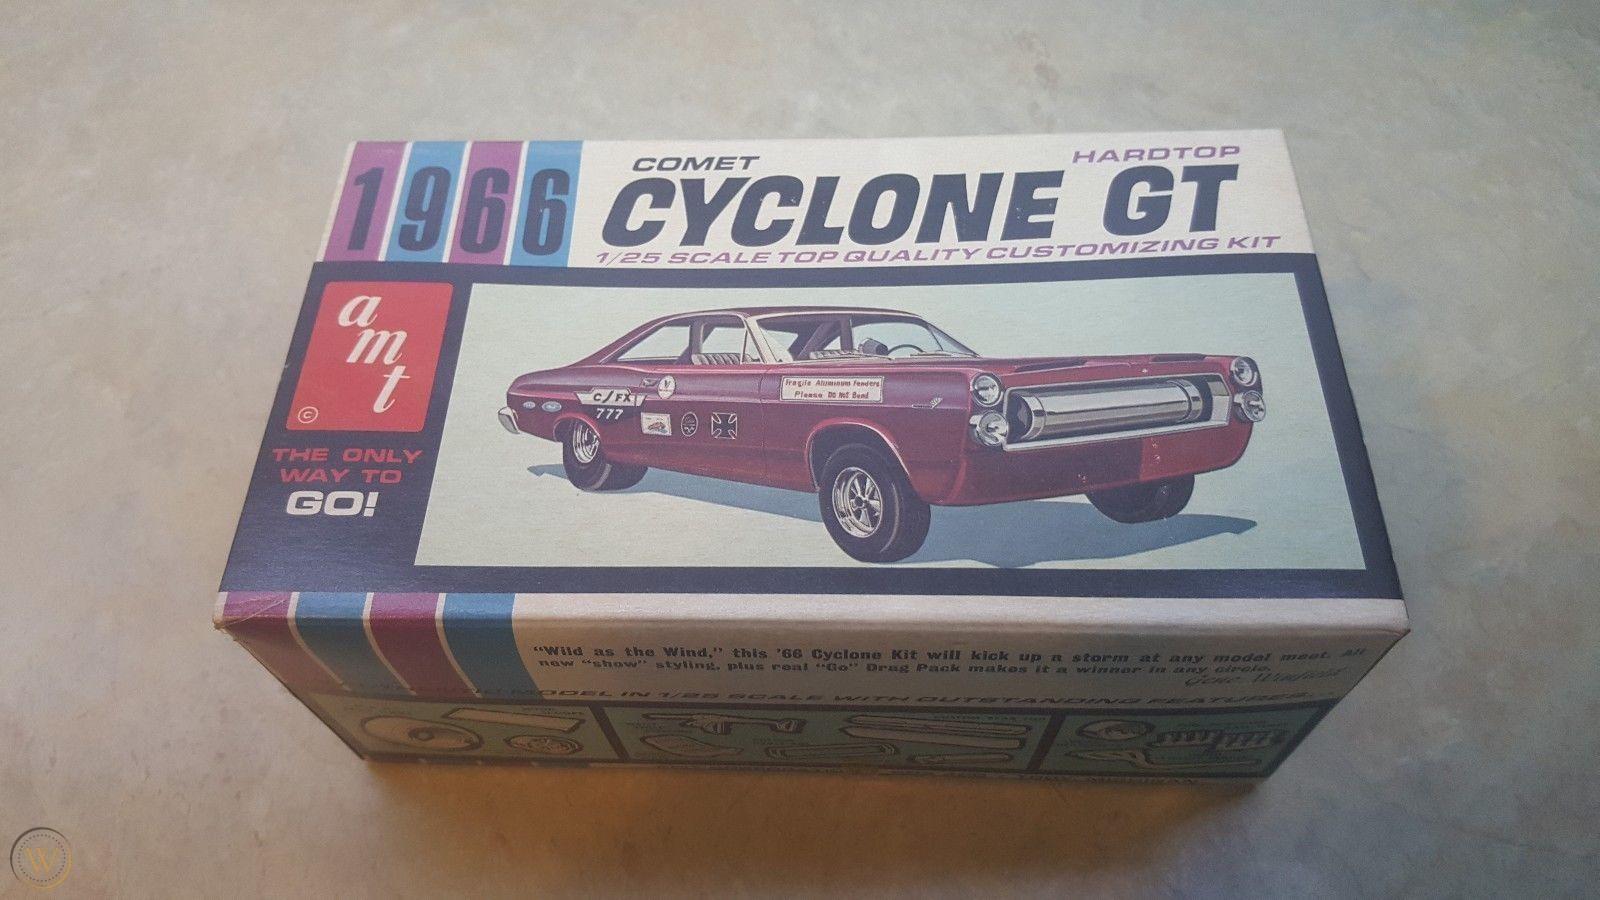 1966
COMET
HARDTOP
CYCLONE GT
1/25 SCALE TOP QUALITY CUSTOMIZING KIT
amt
©
THE ONLY
WAY TO
GO!
Fragile Aluminum Fenders
Please Do Not Bend
C/FX
777
"Wild as the Wind," this '66 Cyclone Kit will kick up a storm at any model meet. All
new "show" styling, plus real "Go" Drag Pack makes it a winner in any circle.
Gene Winfield
MODEL IN 1/25 SCALE WITH OUTSTANDING FEATURES...
W